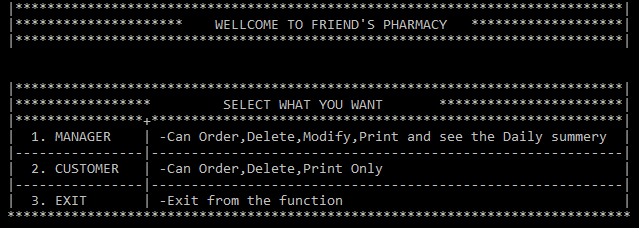 WELLCOME TO FRIEND'S PHARMACY
SELECT WHAT YOU WANT
1. MANAGER | -Can Order,Delete,Modify,Print and see the Daily summery
2. CUSTOMER | -Can Order,Delete,Print Only
3. EXIT | -Exit from the function